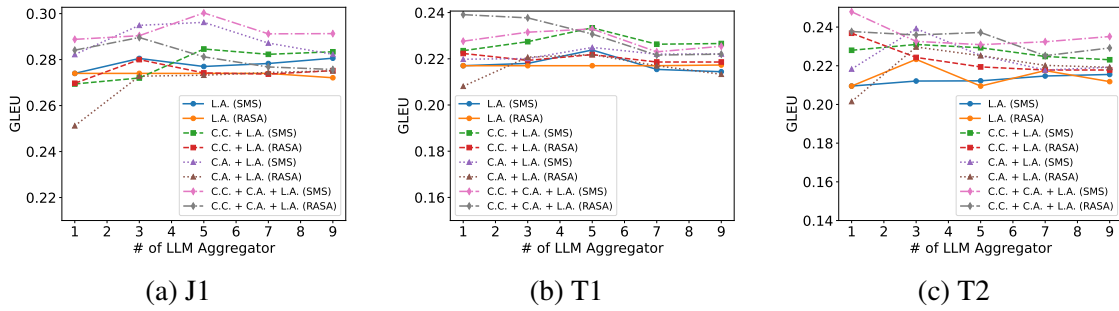 GLEU
0.30
0.28
0.26
0.24
0.22
L.A. (SMS)
L.A. (RASA)
C.C. + L.A. (SMS)
C.C. + L.A. (RASA)
C.A. + L.A. (SMS)
C.A. + L.A. (RASA)
C.C. + C.A. + L.A. (SMS)
C.C. + C.A. + L.A. (RASA)
1 2 3 4 5 6 7 8 9
# of LLM Aggregator
(a) J1
GLEU
0.24
0.22
0.20
0.18
0.16
L.A. (SMS)
L.A. (RASA)
C.C. + L.A. (SMS)
C.C. + L.A. (RASA)
C.A. + L.A. (SMS)
C.A. + L.A. (RASA)
C.C. + C.A. + L.A. (SMS)
C.C. + C.A. + L.A. (RASA)
1 2 3 4 5 6 7 8 9
# of LLM Aggregator
(b) T1
GLEU
0.24
0.22
0.20
0.18
0.16
0.14
L.A. (SMS)
L.A. (RASA)
C.C. + L.A. (SMS)
C.C. + L.A. (RASA)
C.A. + L.A. (SMS)
C.A. + L.A. (RASA)
C.C. + C.A. + L.A. (SMS)
C.C. + C.A. + L.A. (RASA)
1 2 3 4 5 6 7 8 9
# of LLM Aggregator
(c) T2